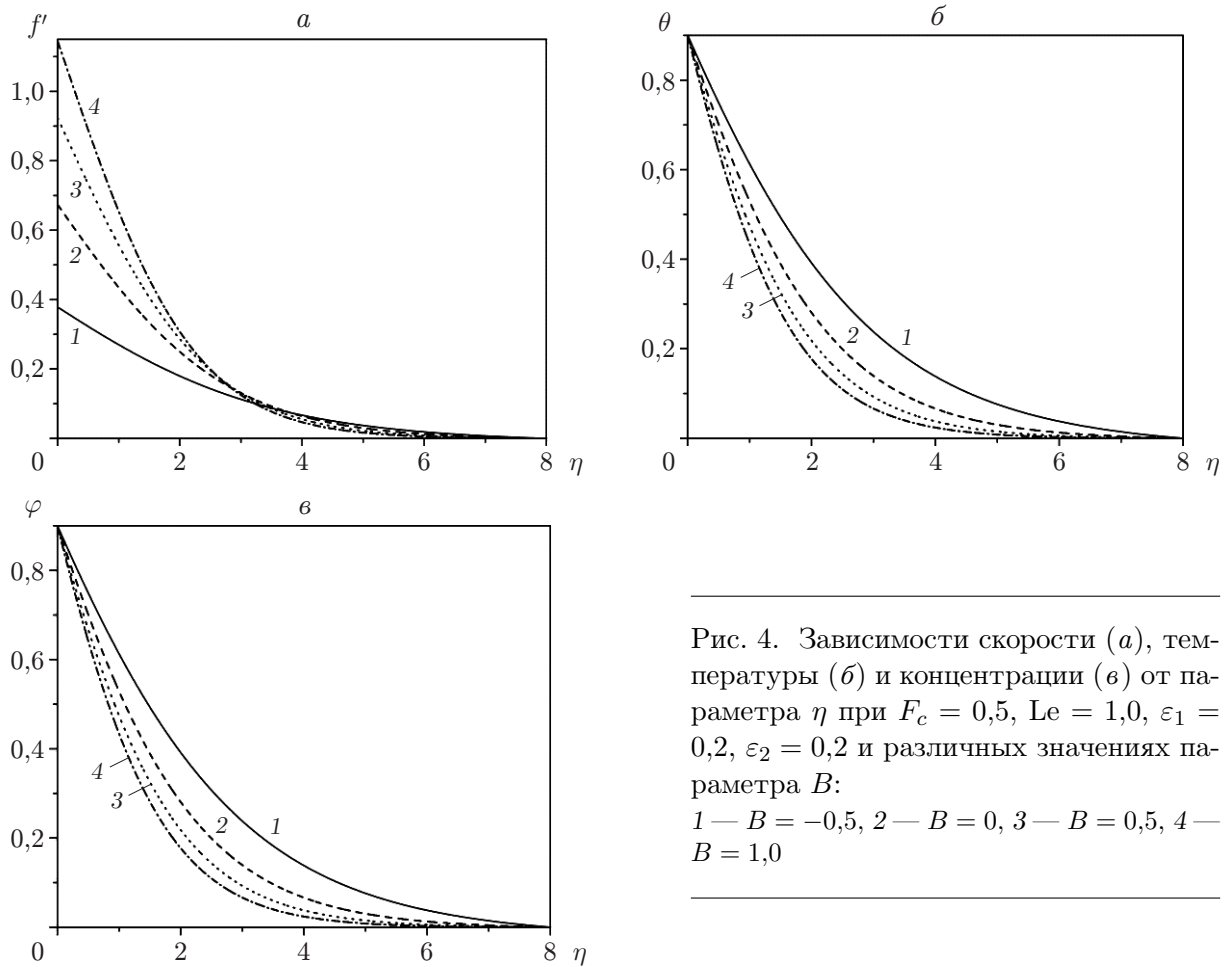 f′
а
1,0
0,8
0,6
0,4
0,2
0
2
4
6
8
η
4
3
2
1
θ
б
0,8
0,6
0,4
0,2
0
2
4
6
8
η
4
3
2
1
φ
в
0,8
0,6
0,4
0,2
0
2
4
6
8
η
4
3
2
1
Рис. 4. Зависимости скорости (а), тем-
пературы (б) и концентрации (в) от па-
раметра η при F_c = 0,5, Le = 1,0, ε₁ =
0,2, ε₂ = 0,2 и различных значениях па-
раметра B:
1 — B = −0,5, 2 — B = 0, 3 — B = 0,5, 4 —
B = 1,0